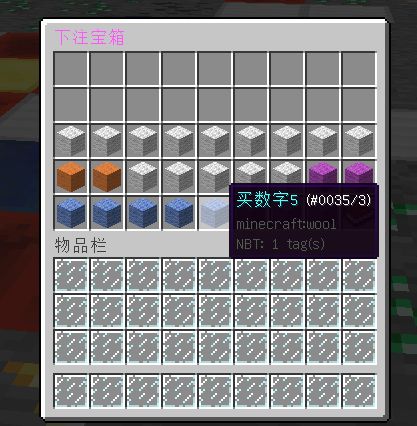 下注宝箱
买数字5 (#0035/3)
minecraft:wool
NBT: 1 tag(s)
物品栏